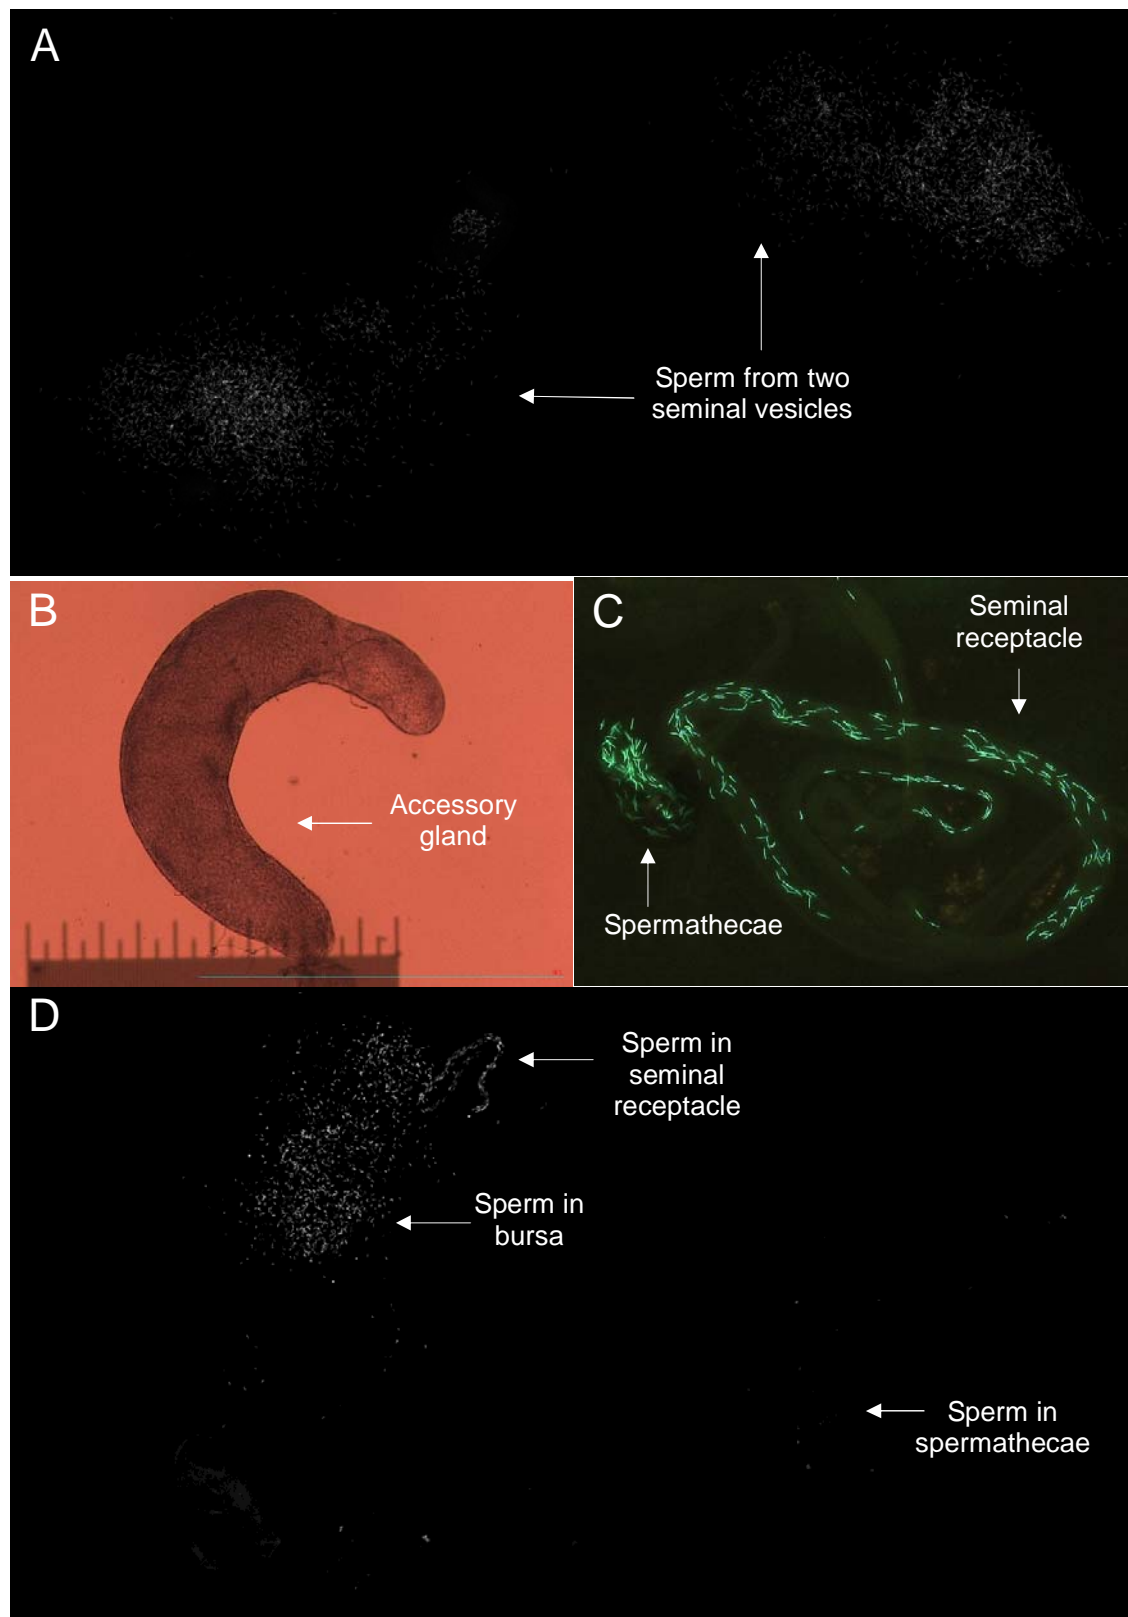 A
Sperm from two
seminal vesicles
B
Accessory
gland
C
Seminal
receptacle
Spermathecae
D
Sperm in
seminal
receptacle
Sperm in
bursa
Sperm in
spermathecae